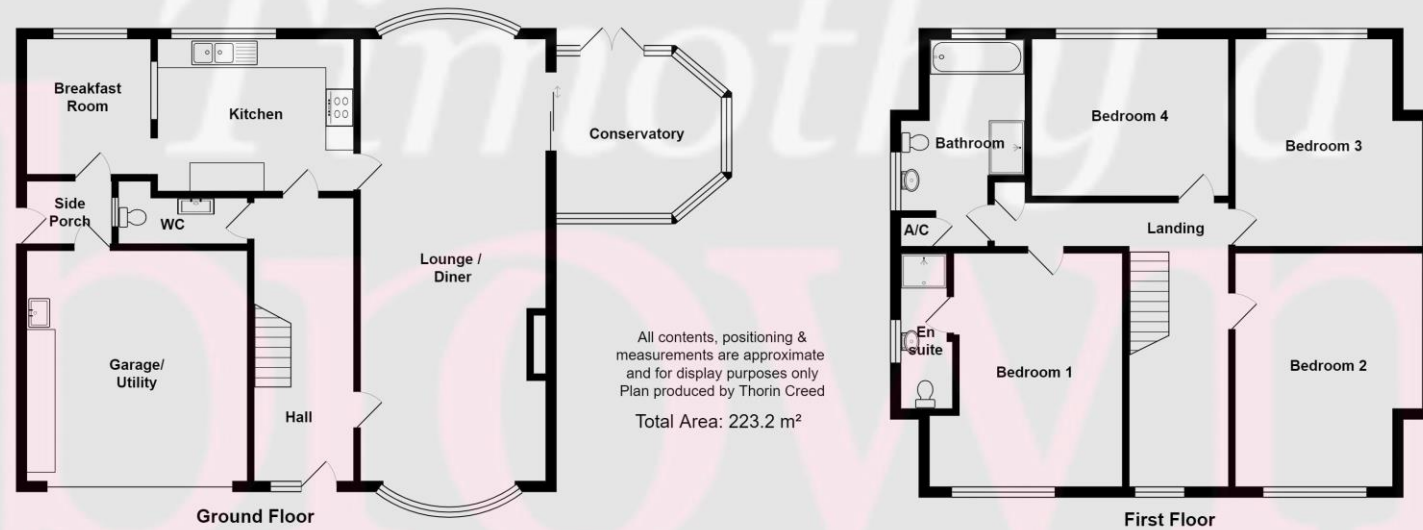 Timothy a
brown
Breakfast
Room
Kitchen
Conservatory
Side
Porch
WC
Lounge /
Diner
Garage/
Utility
Hall
All contents, positioning &
measurements are approximate
and for display purposes only
Plan produced by Thorin Creed
Total Area: 223.2 m²
Ground Floor
Bathroom
Bedroom 4
Bedroom 3
A/C
Landing
En
suite
Bedroom 1
Bedroom 2
First Floor